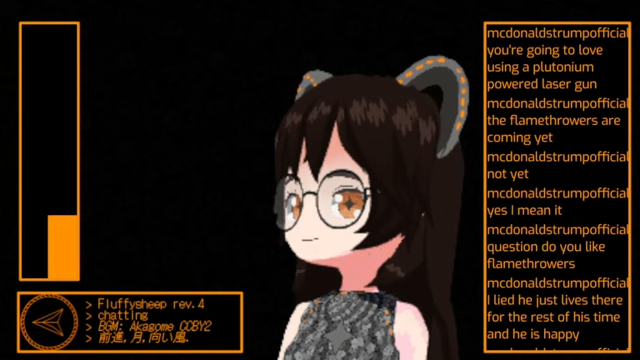 mcdonaldstrumpofficial
you're going to love
using a plutonium
powered laser gun
mcdonaldstrumpofficial
the flamethrowers are
coming yet
mcdonaldstrumpofficial
not yet
mcdonaldstrumpofficial
yes I mean it
mcdonaldstrumpofficial
question do you like
flamethrowers
mcdonaldstrumpofficial
I lied he just lives there
for the rest of his time
and he is happy
> Fluffysheep rev.4
> chatting
> BGM: Akagome CCBY2
> 前進,月,向い風.